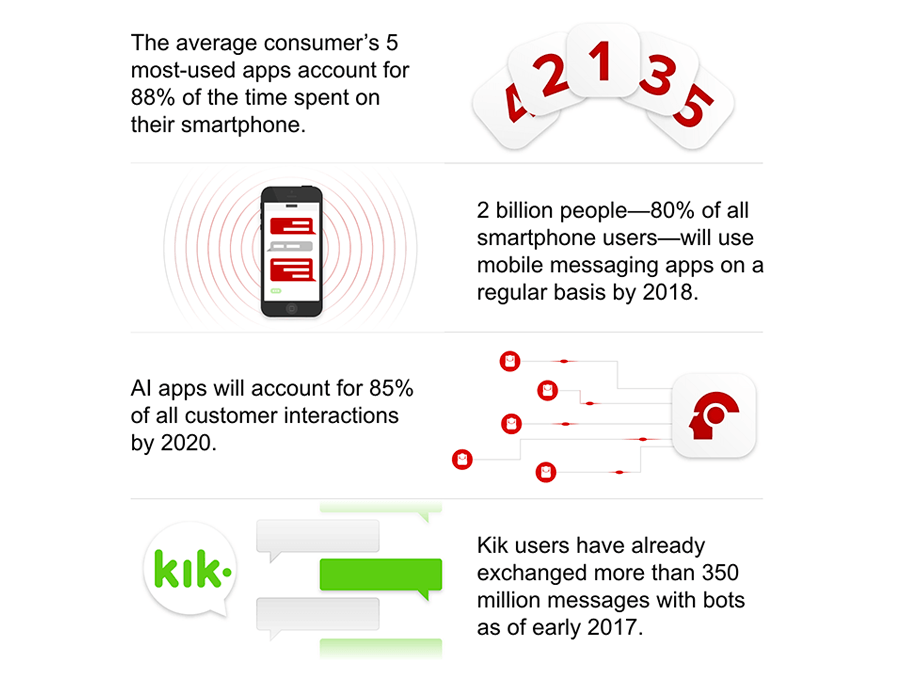 The average consumer’s 5
most-used apps account for
88% of the time spent on
their smartphone.
4 2 1 3 5
2 billion people—80% of all
smartphone users—will use
mobile messaging apps on a
regular basis by 2018.
AI apps will account for 85%
of all customer interactions
by 2020.
kik.
Kik users have already
exchanged more than 350
million messages with bots
as of early 2017.